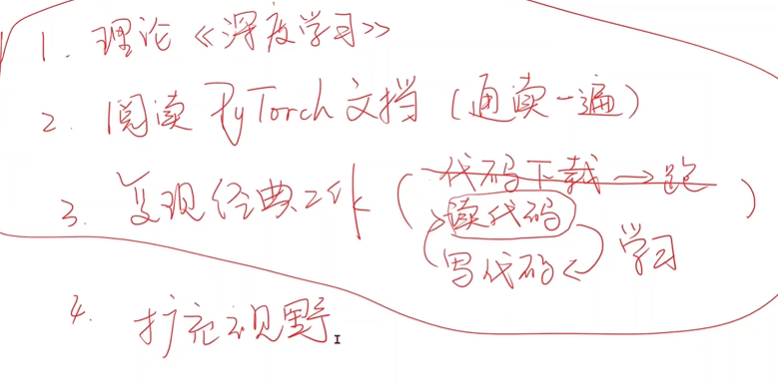 1. 理论《深度学习》
2. 阅读 PyTorch 文档 (通读一遍)
3. 复现经典工作 (代码下载→跑)
读代码
写代码 学习
4. 扩充视野